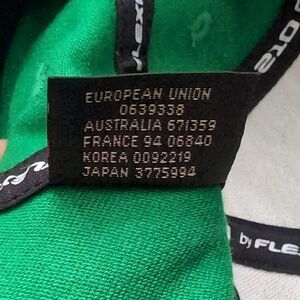 EUROPEAN UNION
0639338
AUSTRALIA 671359
FRANCE 94 06840
KOREA 0092219
JAPAN 3775994
by FLEX